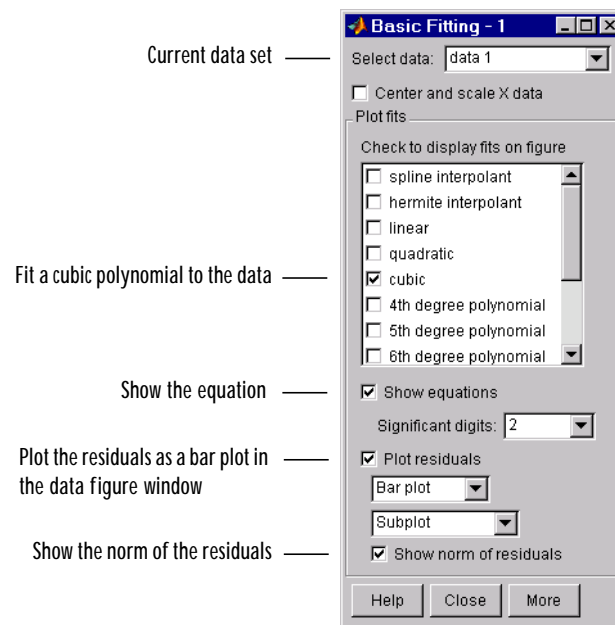 Basic Fitting - 1
Current data set
Select data: data 1
Center and scale X data
Plot fits
Check to display fits on figure
spline interpolant
hermite interpolant
linear
quadratic
Fit a cubic polynomial to the data
cubic
4th degree polynomial
5th degree polynomial
6th degree polynomial
Show the equation
Show equations
Significant digits: 2
Plot the residuals as a bar plot in
the data figure window
Plot residuals
Bar plot
Subplot
Show the norm of the residuals
Show norm of residuals
Help Close More